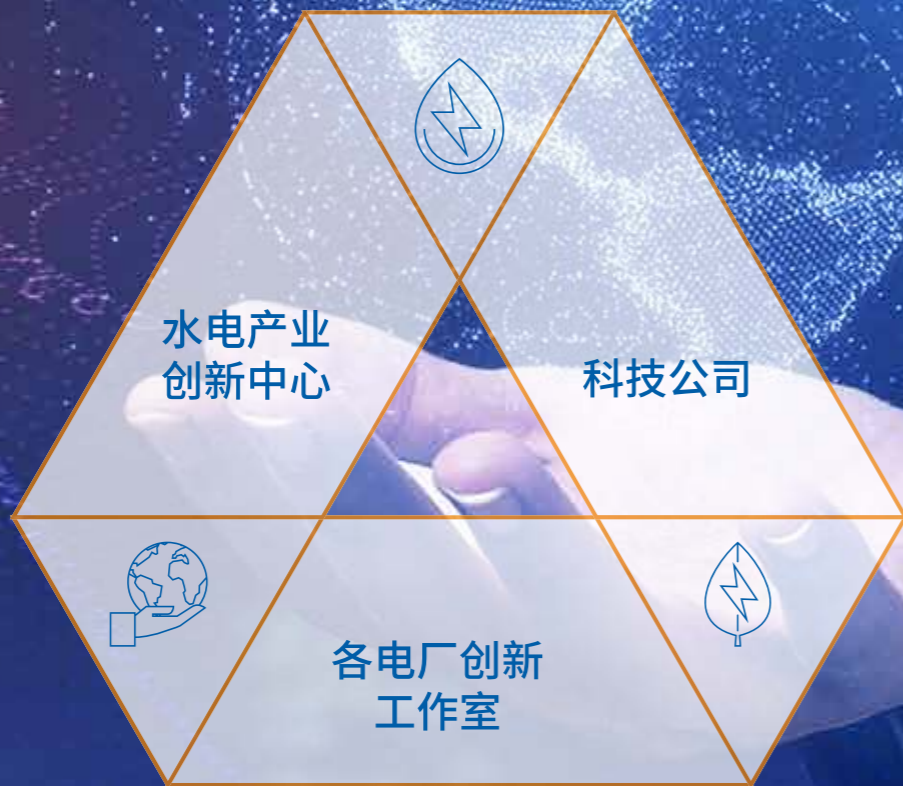 水电产业
创新中心
科技公司
各电厂创新
工作室